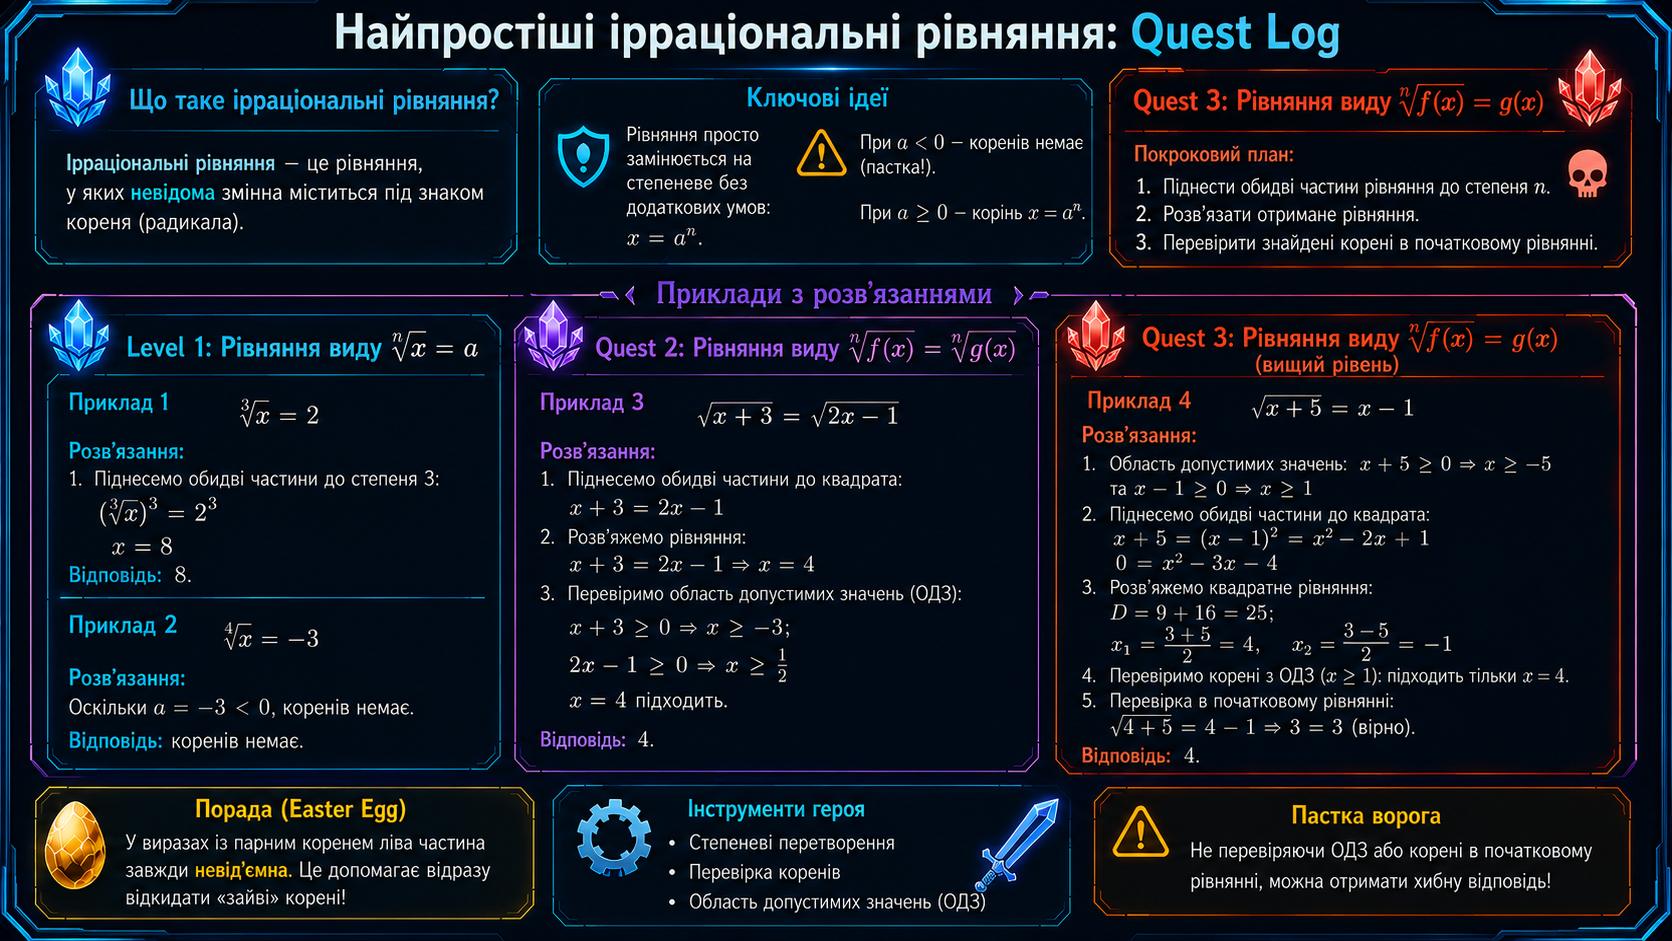 Найпростіші ірраціональні рівняння: Quest Log
Що таке ірраціональні рівняння?
Ірраціональні рівняння – це рівняння,
у яких невідома змінна міститься під знаком
кореня (радикала).
Ключові ідеї
Рівняння просто
замінюється на
степеневе без
додаткових умов:
x = aⁿ.
При a < 0 – коренів немає
(пастка!).
При a ≥ 0 – корінь x = aⁿ.
Quest 3: Рівняння виду ⁿ√f(x) = g(x)
Покроковий план:
1. Піднести обидві частини рівняння до степеня n.
2. Розв'язати отримане рівняння.
3. Перевірити знайдені корені в початковому рівнянні.
Приклади з розв'язаннями
Level 1: Рівняння виду ⁿ√x = a
Приклад 1
³√x = 2
Розв'язання:
1. Піднесемо обидві частини до степеня 3:
(³√x)³ = 2³
x = 8
Відповідь: 8.
Приклад 2
⁴√x = −3
Розв'язання:
Оскільки a = −3 < 0, коренів немає.
Відповідь: коренів немає.
Quest 2: Рівняння виду ⁿ√f(x) = ⁿ√g(x)
Приклад 3
√(x + 3) = √(2x − 1)
Розв'язання:
1. Піднесемо обидві частини до квадрата:
x + 3 = 2x − 1
2. Розв'яжемо рівняння:
x + 3 = 2x − 1 ⇒ x = 4
3. Перевіримо область допустимих значень (ОДЗ):
x + 3 ≥ 0 ⇒ x ≥ −3;
2x − 1 ≥ 0 ⇒ x ≥ 1/2
x = 4 підходить.
Відповідь: 4.
Quest 3: Рівняння виду ⁿ√f(x) = g(x)
(вищий рівень)
Приклад 4
√(x + 5) = x − 1
Розв'язання:
1. Область допустимих значень: x + 5 ≥ 0 ⇒ x ≥ −5
та x − 1 ≥ 0 ⇒ x ≥ 1
2. Піднесемо обидві частини до квадрата:
x + 5 = (x − 1)² = x² − 2x + 1
0 = x² − 3x − 4
3. Розв'яжемо квадратне рівняння:
D = 9 + 16 = 25;
x₁ = (3 + 5)/2 = 4, x₂ = (3 − 5)/2 = −1
4. Перевіримо корені з ОДЗ (x ≥ 1): підходить тільки x = 4.
5. Перевірка в початковому рівнянні:
√(4 + 5) = 4 − 1 ⇒ 3 = 3 (вірно).
Відповідь: 4.
Порада (Easter Egg)
У виразах із парним коренем ліва частина
завжди невід'ємна. Це допомагає відразу
відкидати «зайві» корені!
Інструменти героя
• Степеневі перетворення
• Перевірка коренів
• Область допустимих значень (ОДЗ)
Пастка ворога
Не перевіряючи ОДЗ або корені в початковому
рівнянні, можна отримати хибну відповідь!